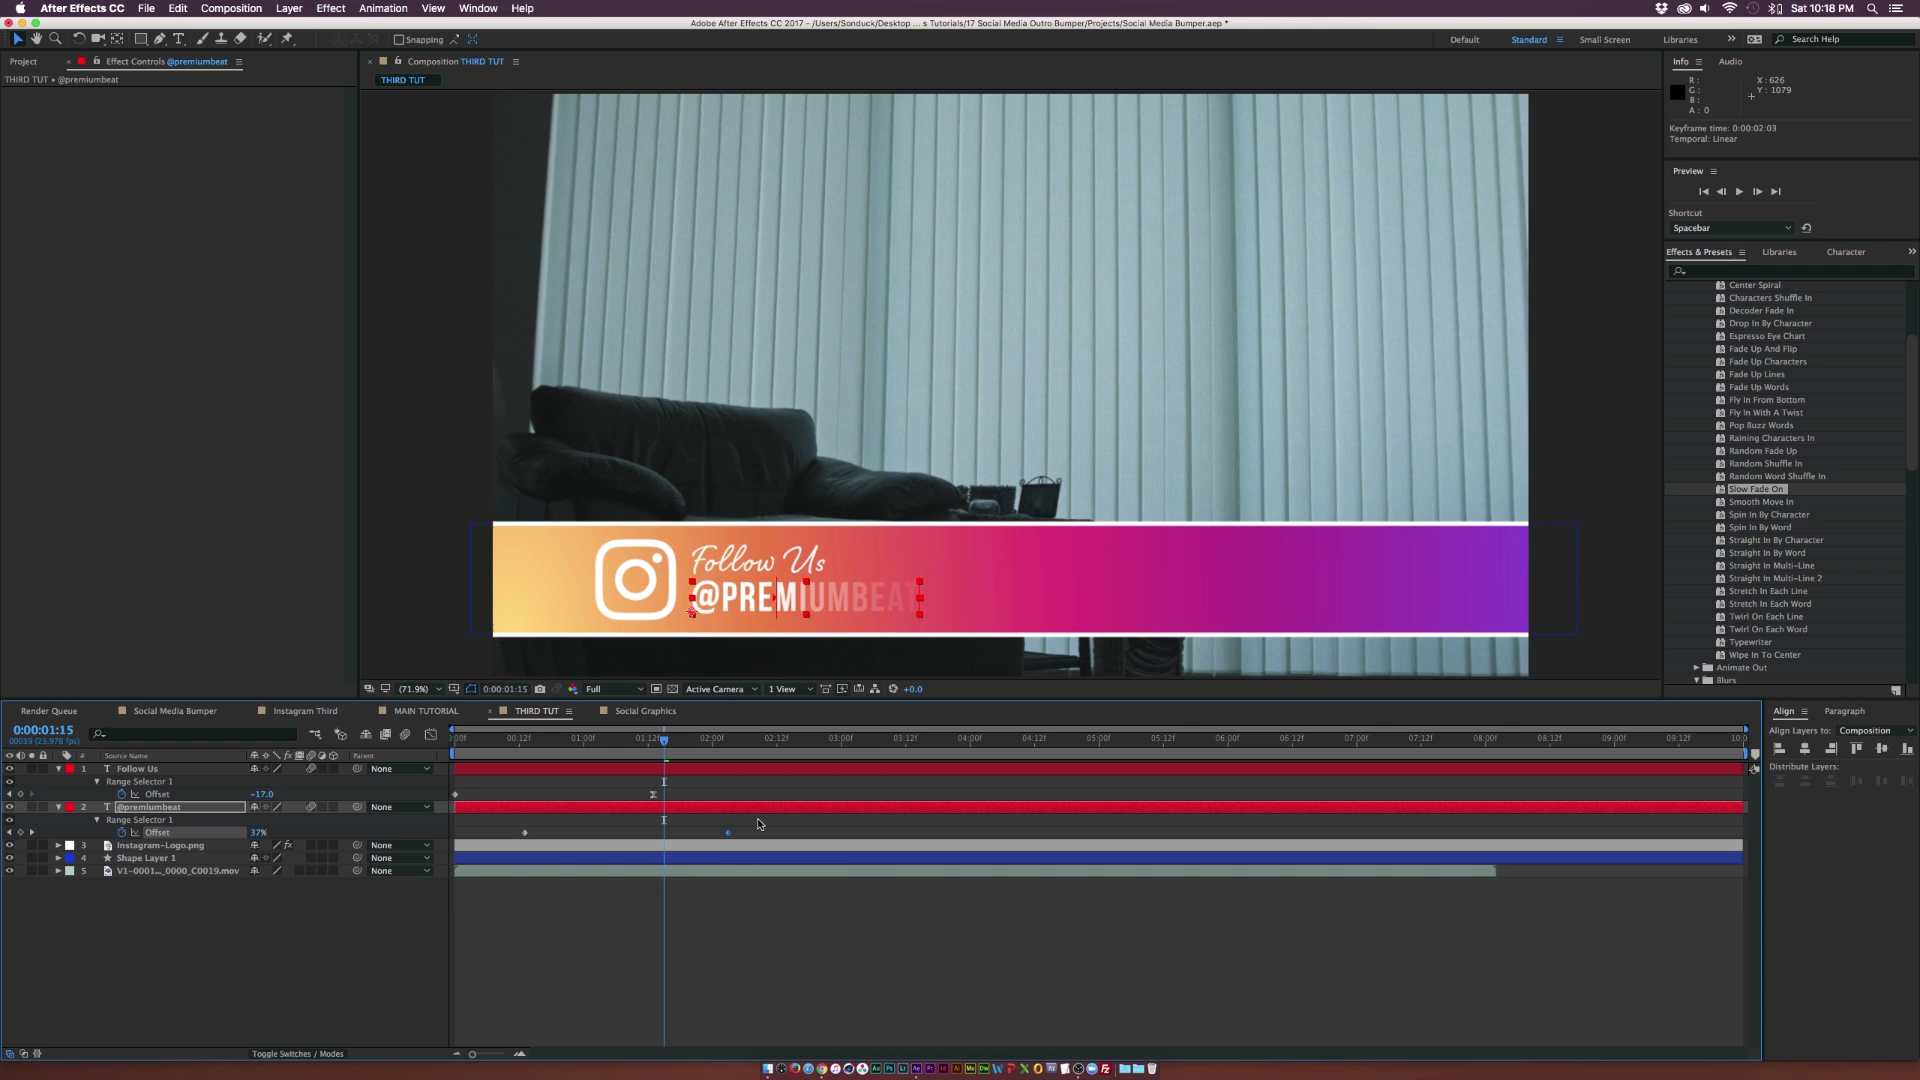 After Effects CC File Edit Composition Layer Effect Animation View Window Help
Sat 10:18 PM
Adobe After Effects CC 2017 - /Users/Sonduck/Desktop ... s Tutorials/17 Social Media Outro Bumper/Projects/Social Media Bumper.aep *
Snapping
Default Standard Small Screen Libraries Search Help
Project Effect Controls @premiumbeat
THIRD TUT • @premiumbeat
Composition THIRD TUT
THIRD TUT
Info Audio
R :
G :
B :
A : 0
X : 626
Y : 1079
Keyframe time: 0:00:02:03
Temporal: Linear
Preview
Shortcut
Spacebar
Effects & Presets Libraries Character
Center Spiral
Characters Shuffle In
Decoder Fade In
Drop In By Character
Espresso Eye Chart
Fade Up And Flip
Fade Up Characters
Fade Up Lines
Fade Up Words
Fly In From Bottom
Fly In With A Twist
Pop Buzz Words
Raining Characters In
Random Fade Up
Random Shuffle In
Random Word Shuffle In
Slow Fade On
Smooth Move In
Spin In By Character
Spin In By Word
Straight In By Character
Straight In By Word
Straight In Multi-Line
Straight In Multi-Line 2
Stretch In Each Line
Stretch In Each Word
Twirl On Each Line
Twirl On Each Word
Typewriter
Wipe In To Center
Animate Out
Blurs
Follow Us
@PREMIUMBEAT
(71.9%) 0:00:01:15 Full Active Camera 1 View +0.0
Render Queue Social Media Bumper Instagram Third MAIN TUTORIAL THIRD TUT Social Graphics
0:00:01:15
00039 (23.976 fps)
# Source Name Parent
:00f 00:12f 01:00f 01:12f 02:00f 02:12f 03:00f 03:12f 04:00f 04:12f 05:00f 05:12f 06:00f 06:12f 07:00f 07:12f 08:00f 08:12f 09:00f 09:12f 10:0
1 T Follow Us None
Range Selector 1
Offset -17.0
2 T @premiumbeat None
Range Selector 1
Offset 37%
3 Instagram-Logo.png fx None
4 Shape Layer 1 None
5 V1-0001..._0000_C0019.mov None
Toggle Switches / Modes
Align Paragraph
Align Layers to: Composition
Distribute Layers: